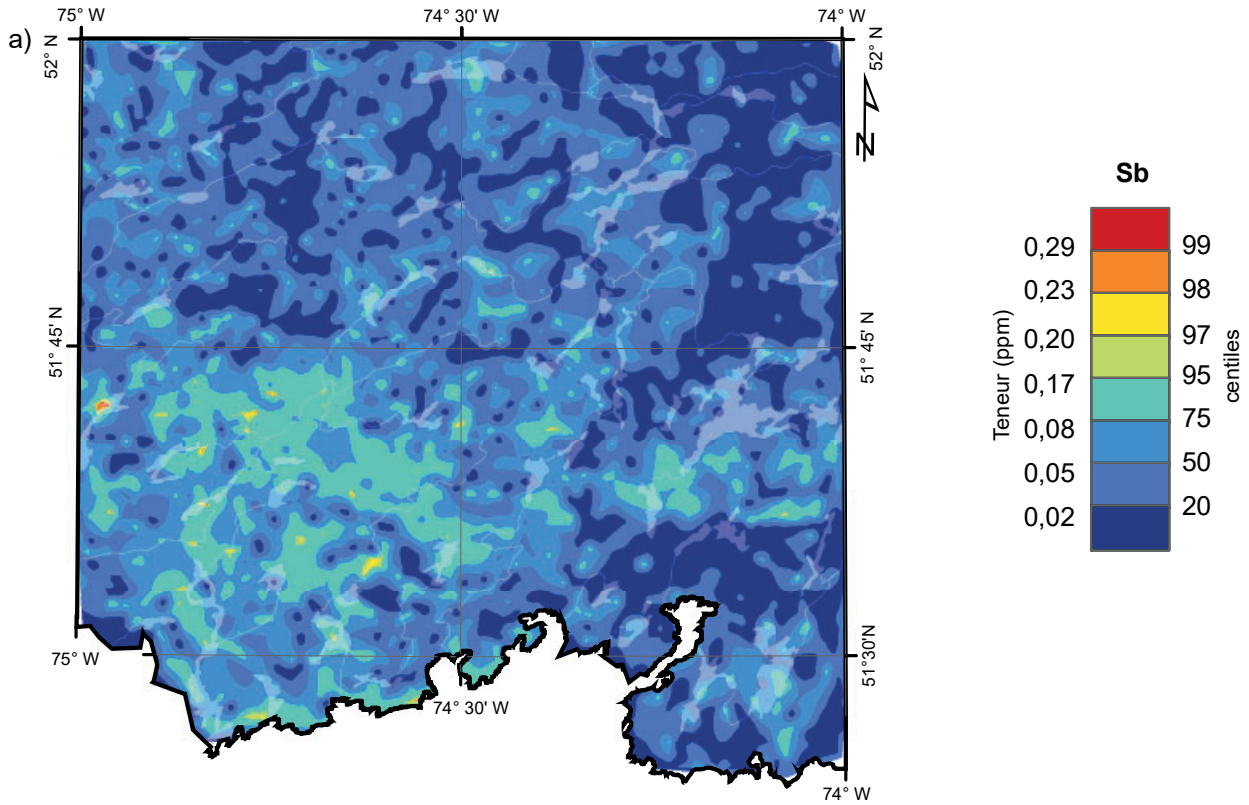 75° W
74° 30' W
74° W
a)
52° N
52° N
N
51° 45' N
51° 45' N
75° W
51° 30'N
74° 30' W
74° W
Sb
0,29
99
0,23
98
0,20
97
0,17
95
0,08
75
0,05
50
0,02
20
Teneur (ppm)
centiles